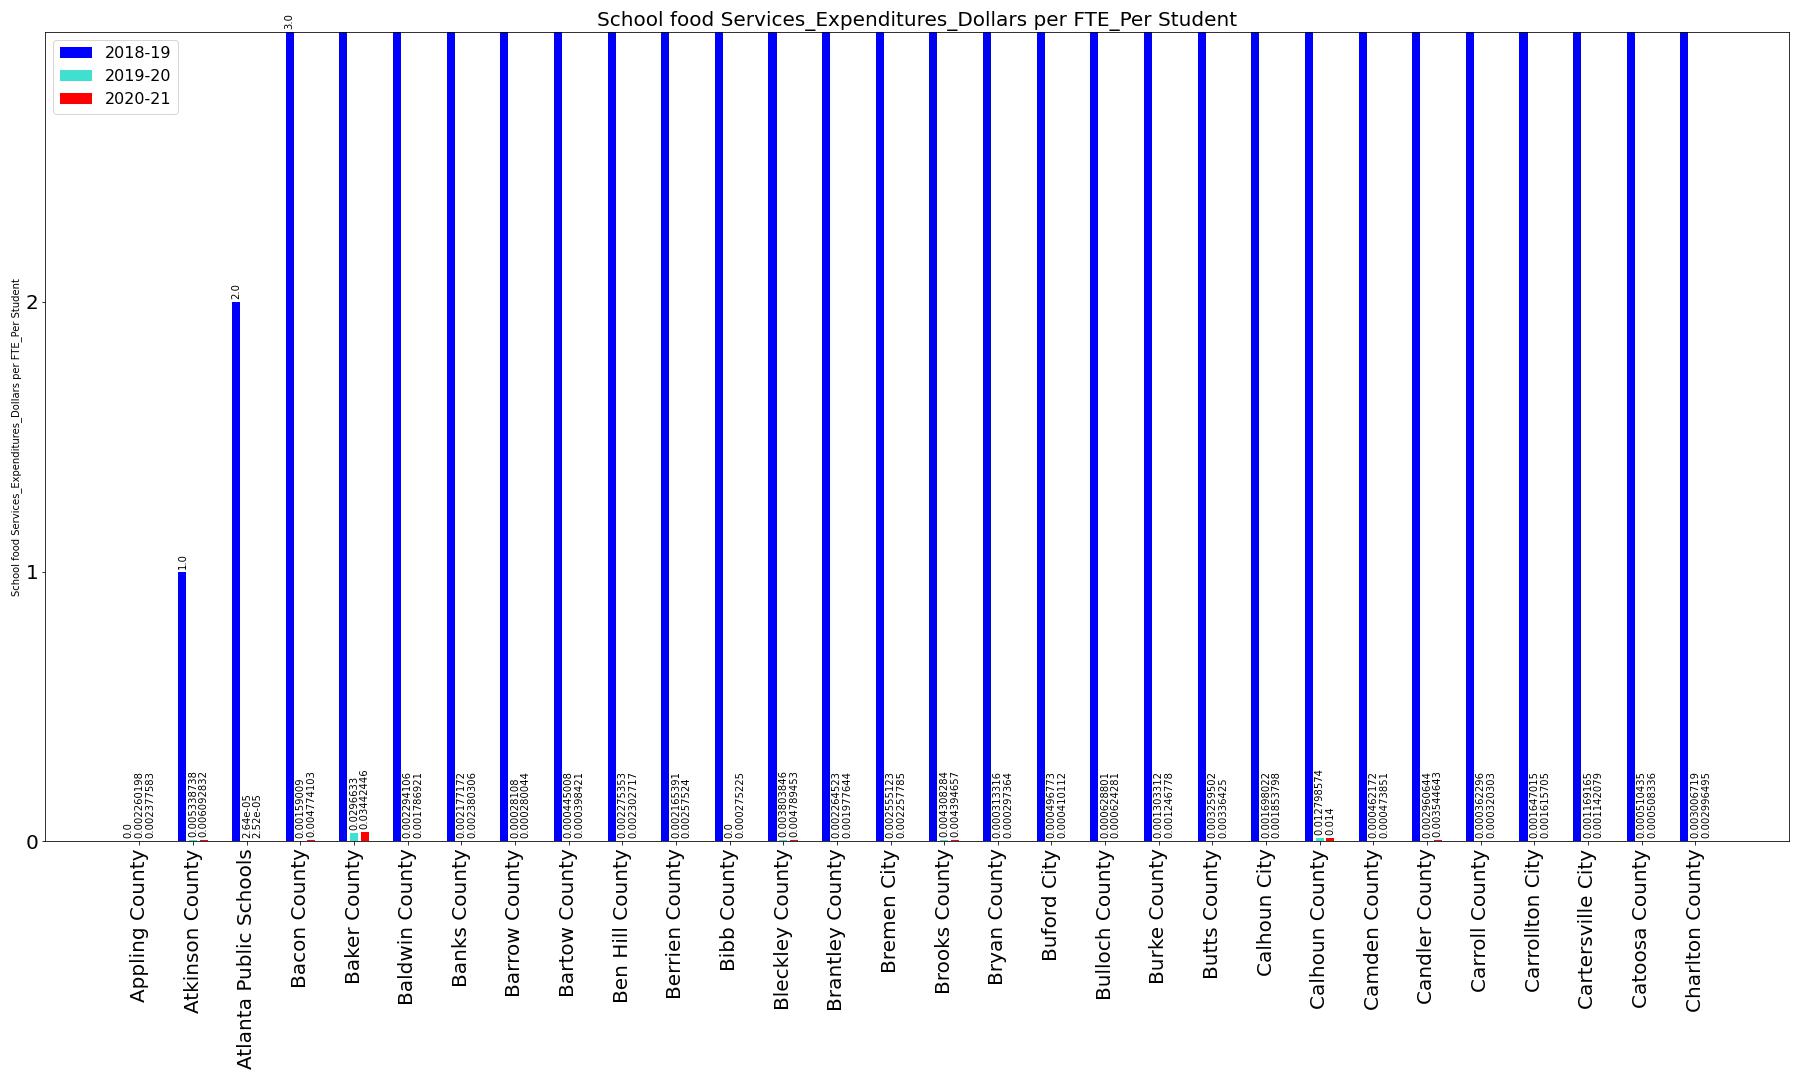 School food Services_Expenditures_Dollars per FTE_Per Student
2018-19
2019-20
2020-21
School food Services_Expenditures_Dollars per FTE_Per Student
2
1
0
0.0
0.002260198
0.002377583
1.0
0.005338738
0.006092832
2.0
2.64e-05
2.52e-05
3.0
0.00159009
0.004774103
0.0296633
0.03442446
0.002294106
0.001786921
0.002177172
0.002380306
0.00028108
0.000280044
0.000445008
0.000398421
0.002275353
0.002302717
0.002165391
0.002575524
0.0
0.000275225
0.003803846
0.004789453
0.002264523
0.001977644
0.002555123
0.002257785
0.004308284
0.004394657
0.000313316
0.000297364
0.000496773
0.000410112
0.000628801
0.000624281
0.001303312
0.001246778
0.003259502
0.00336425
0.001698022
0.001853798
0.012798574
0.014
0.000462172
0.000473851
0.002960644
0.003544643
0.000362296
0.000320303
0.001647015
0.001615705
0.001169165
0.001142079
0.000510435
0.000508336
0.003006719
0.002996495
Appling County
Atkinson County
Atlanta Public Schools
Bacon County
Baker County
Baldwin County
Banks County
Barrow County
Bartow County
Ben Hill County
Berrien County
Bibb County
Bleckley County
Brantley County
Bremen City
Brooks County
Bryan County
Buford City
Bulloch County
Burke County
Butts County
Calhoun City
Calhoun County
Camden County
Candler County
Carroll County
Carrollton City
Cartersville City
Catoosa County
Charlton County